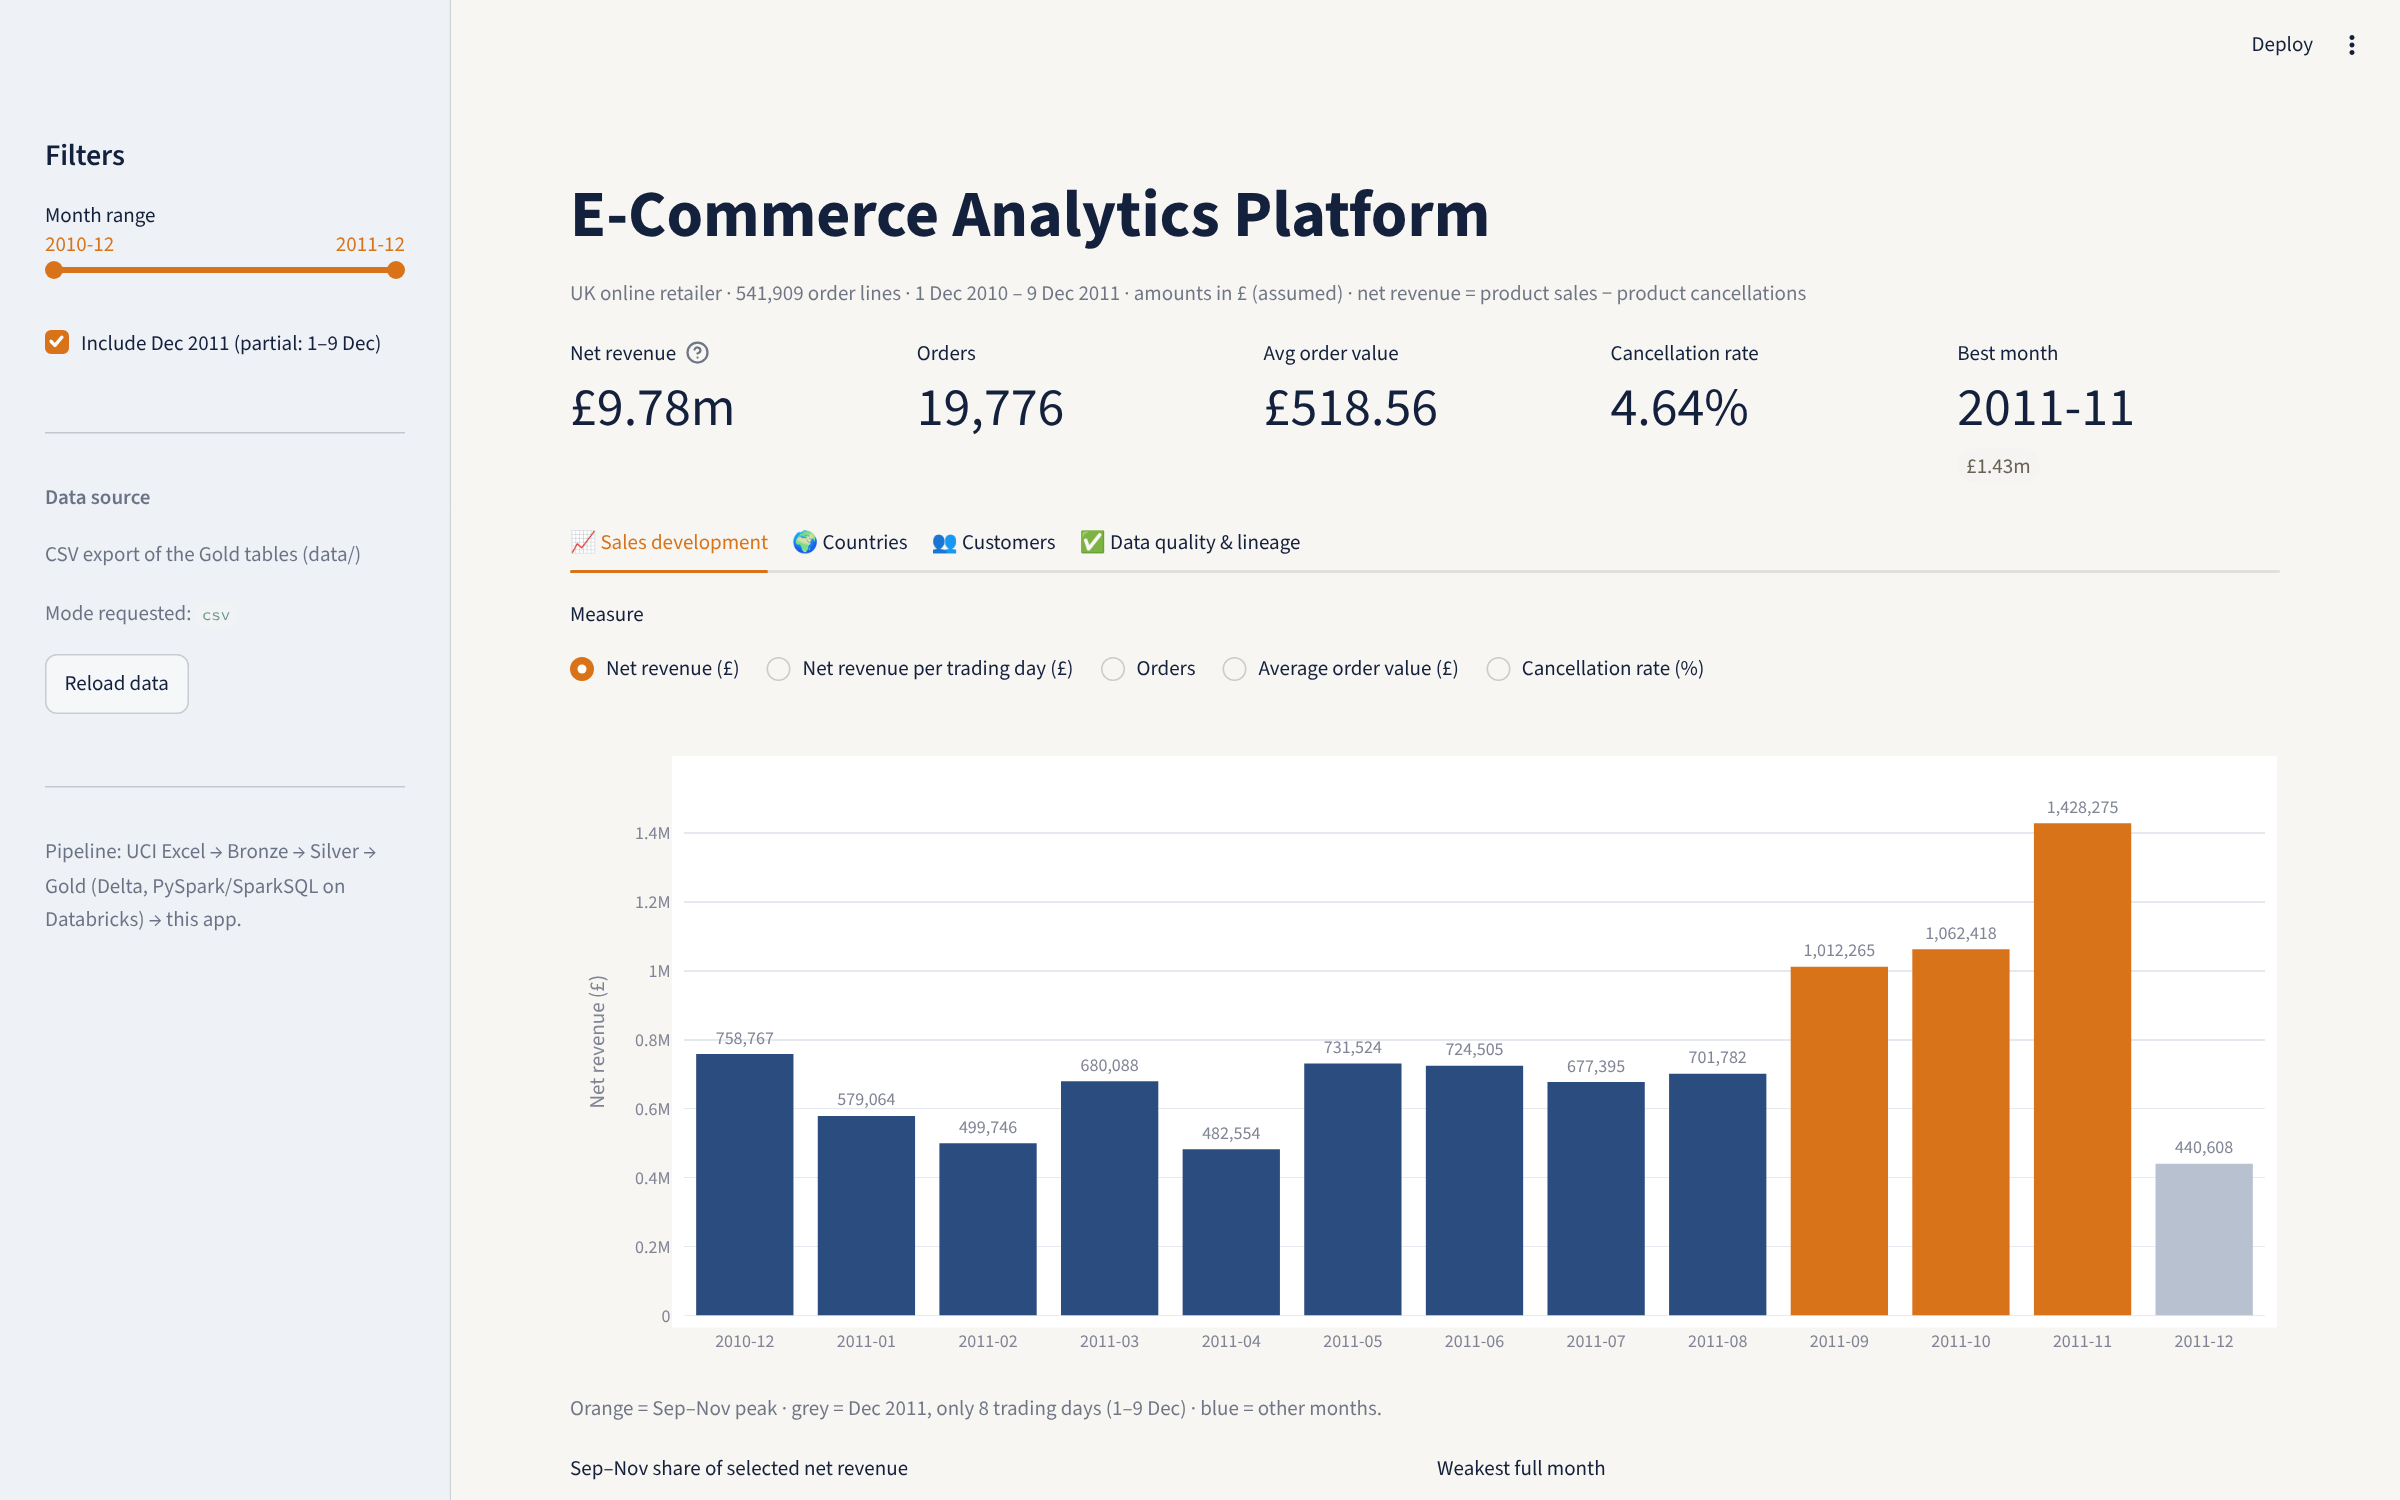 Deploy
Filters
Month range
2010-12 2011-12
Include Dec 2011 (partial: 1–9 Dec)
Data source
CSV export of the Gold tables (data/)
Mode requested: csv
Reload data
Pipeline: UCI Excel → Bronze → Silver →
Gold (Delta, PySpark/SparkSQL on
Databricks) → this app.
E-Commerce Analytics Platform
UK online retailer · 541,909 order lines · 1 Dec 2010 – 9 Dec 2011 · amounts in £ (assumed) · net revenue = product sales − product cancellations
Net revenue Orders Avg order value Cancellation rate Best month
£9.78m 19,776 £518.56 4.64% 2011-11
£1.43m
📈 Sales development 🌍 Countries 👥 Customers ✅ Data quality & lineage
Measure
Net revenue (£) Net revenue per trading day (£) Orders Average order value (£) Cancellation rate (%)
Net revenue (£)
1.4M
1.2M
1M
0.8M
0.6M
0.4M
0.2M
0
758,767 579,064 499,746 680,088 482,554 731,524 724,505 677,395 701,782 1,012,265 1,062,418 1,428,275 440,608
2010-12 2011-01 2011-02 2011-03 2011-04 2011-05 2011-06 2011-07 2011-08 2011-09 2011-10 2011-11 2011-12
Orange = Sep–Nov peak · grey = Dec 2011, only 8 trading days (1–9 Dec) · blue = other months.
Sep–Nov share of selected net revenue Weakest full month